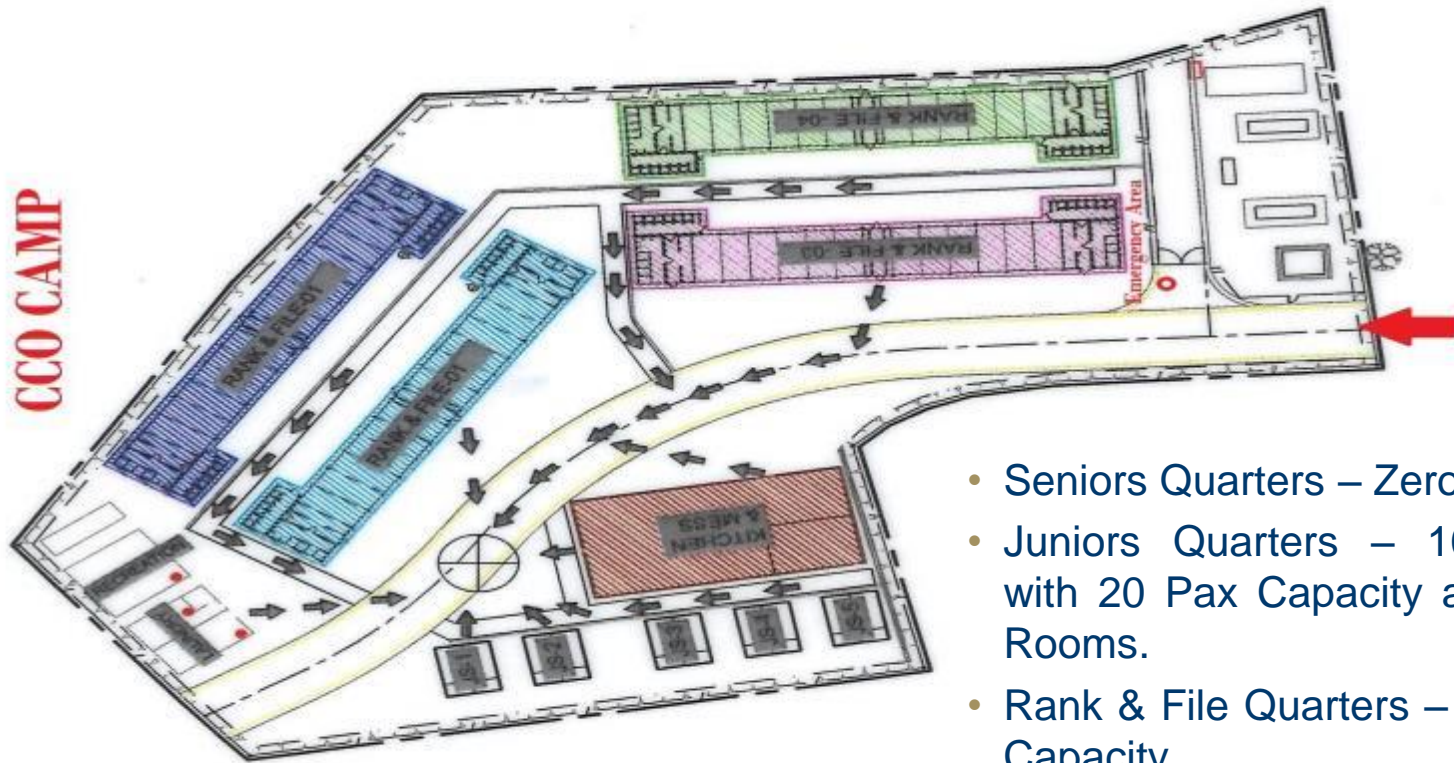 CCO CAMP
RANK & FILE -04
RANK & FILE -03
Emergency Area
RANK & FILE-01
RANK & FILE-01
KITCHEN
& MESS
RECREATION
JS-1
JS-2
JS-3
JS-4
JS-5
• Seniors Quarters – Zero
• Juniors Quarters –
with 20 Pax Capacity
Rooms.
• Rank & File Quarters –
Capacity